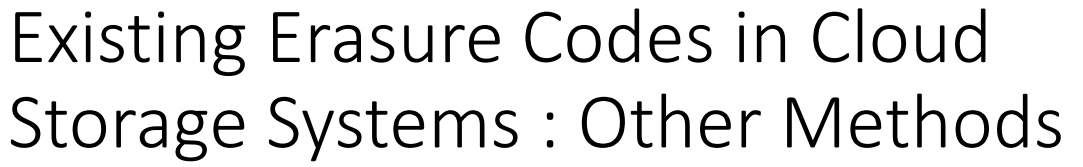 Existing Erasure Codes in Cloud
Storage Systems : Other Methods